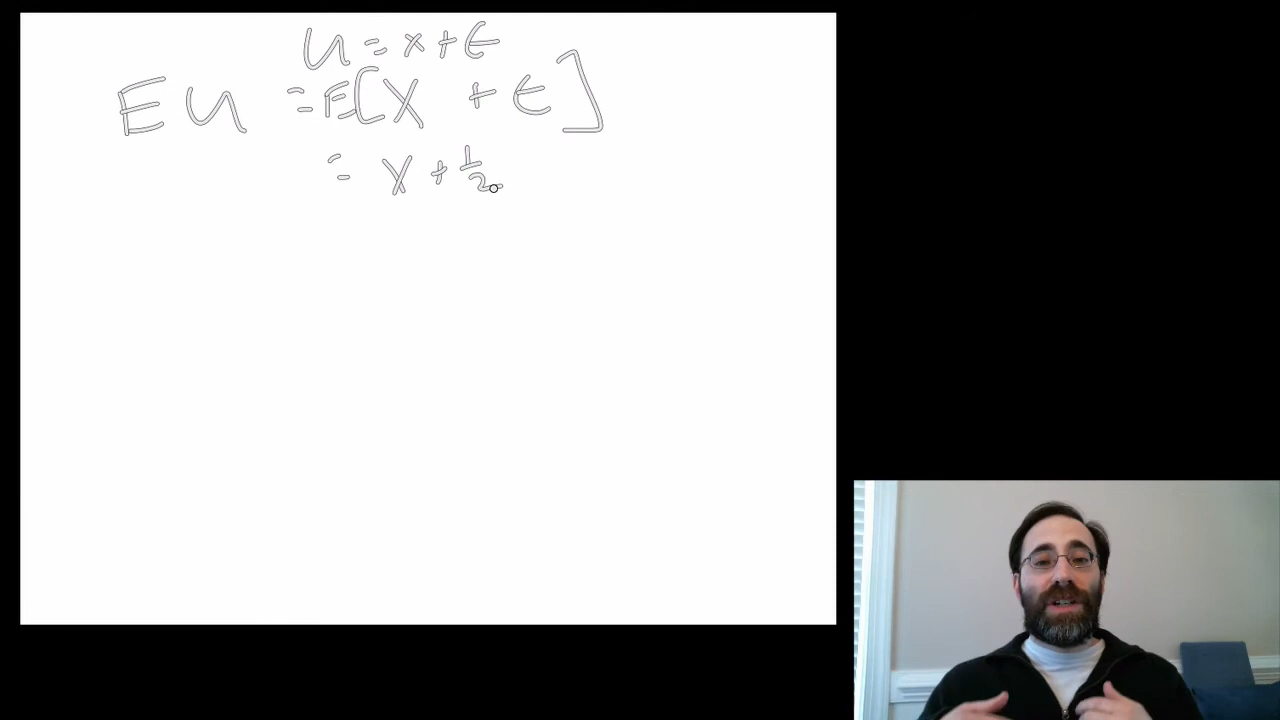 U = x + ε
E U = E[X + ε]
= X + 1/2